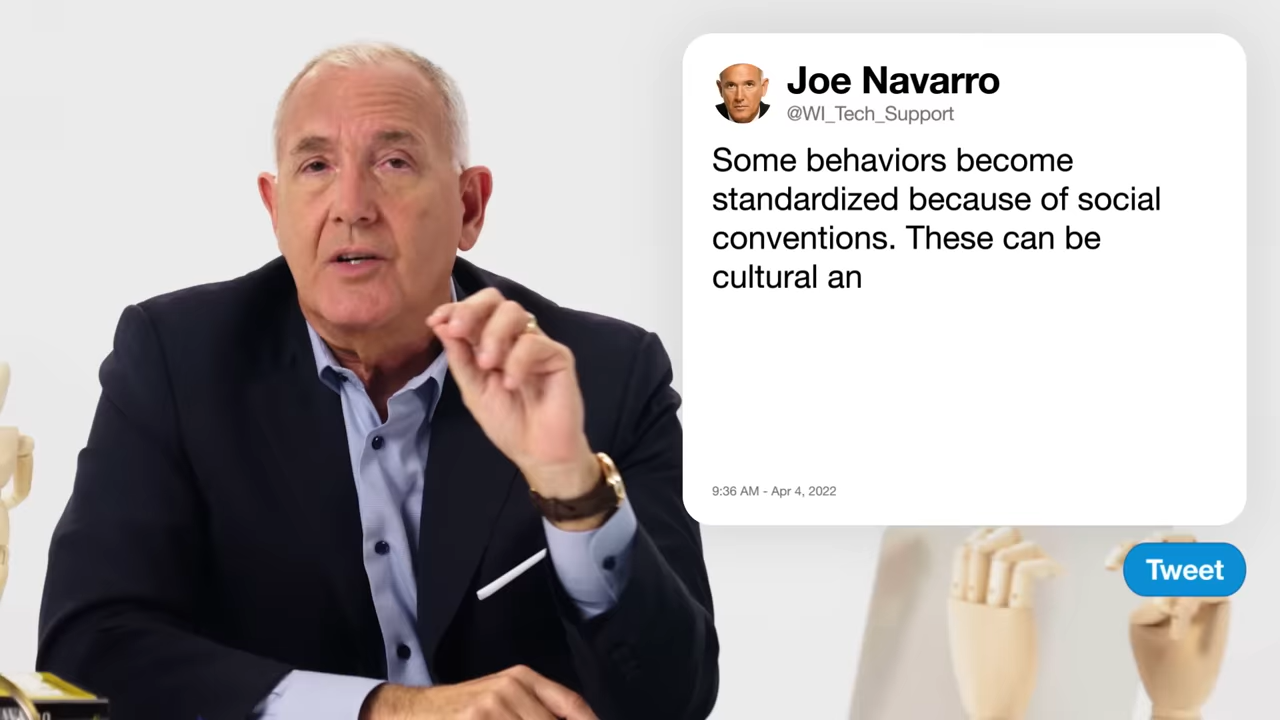 Joe Navarro
@WI_Tech_Support
Some behaviors become
standardized because of social
conventions. These can be
cultural an
9:36 AM - Apr 4, 2022
Tweet